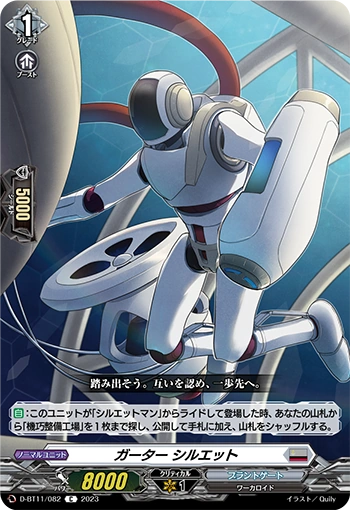 1
グレード
ブースト
シールド
5000
踏み出そう。互いを認め、一歩先へ。
自:このユニットが「シルエットマン」からライドして登場した時、あなたの山札から
「機巧整備工場」を1枚まで探し、公開して手札に加え、山札をシャッフルする。
ノーマルユニット
ガーター シルエット
パワー 8000
クリティカル
1
ブラントゲート
ワーカロイド
D-BT11/082 C 2023
イラスト/ Quily